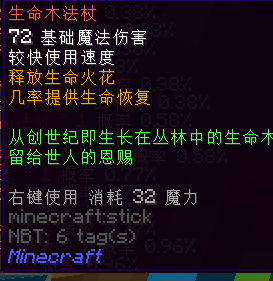 生命木法杖
72 基础魔法伤害
较快使用速度
释放生命火花
几率提供生命恢复
从创世纪即生长在丛林中的生命木
留给世人的恩赐
右键使用 消耗 32 魔力
minecraft:stick
NBT: 6 tag(s)
Minecraft